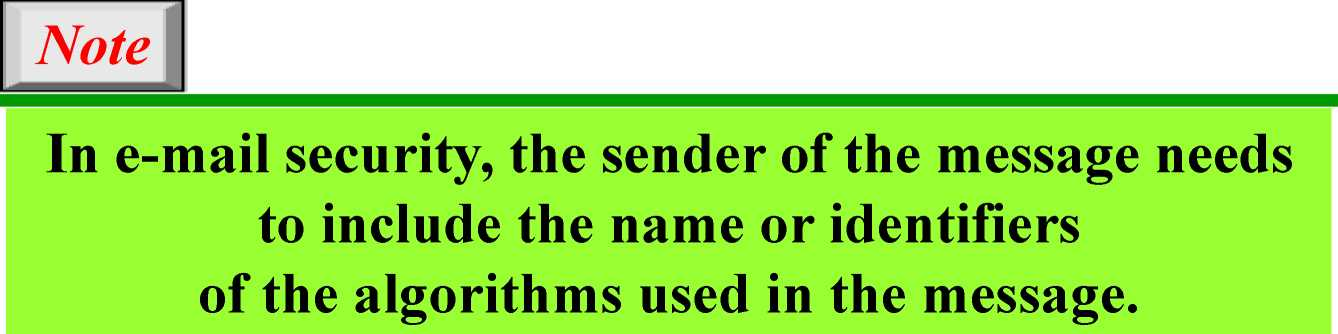 Note
In e-mail security, the sender of the message needs
to include the name or identifiers
of the algorithms used in the message.